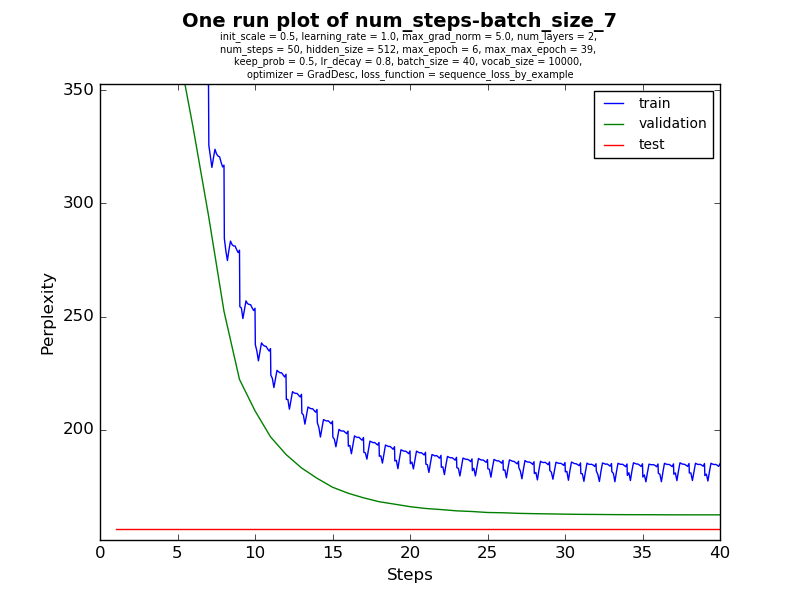 One run plot of num_steps-batch_size_7
init_scale = 0.5, learning_rate = 1.0, max_grad_norm = 5.0, num_layers = 2,
num_steps = 50, hidden_size = 512, max_epoch = 6, max_max_epoch = 39,
keep_prob = 0.5, lr_decay = 0.8, batch_size = 40, vocab_size = 10000,
optimizer = GradDesc, loss_function = sequence_loss_by_example
350
300
250
200
Perplexity
train
validation
test
0 5 10 15 20 25 30 35 40
Steps